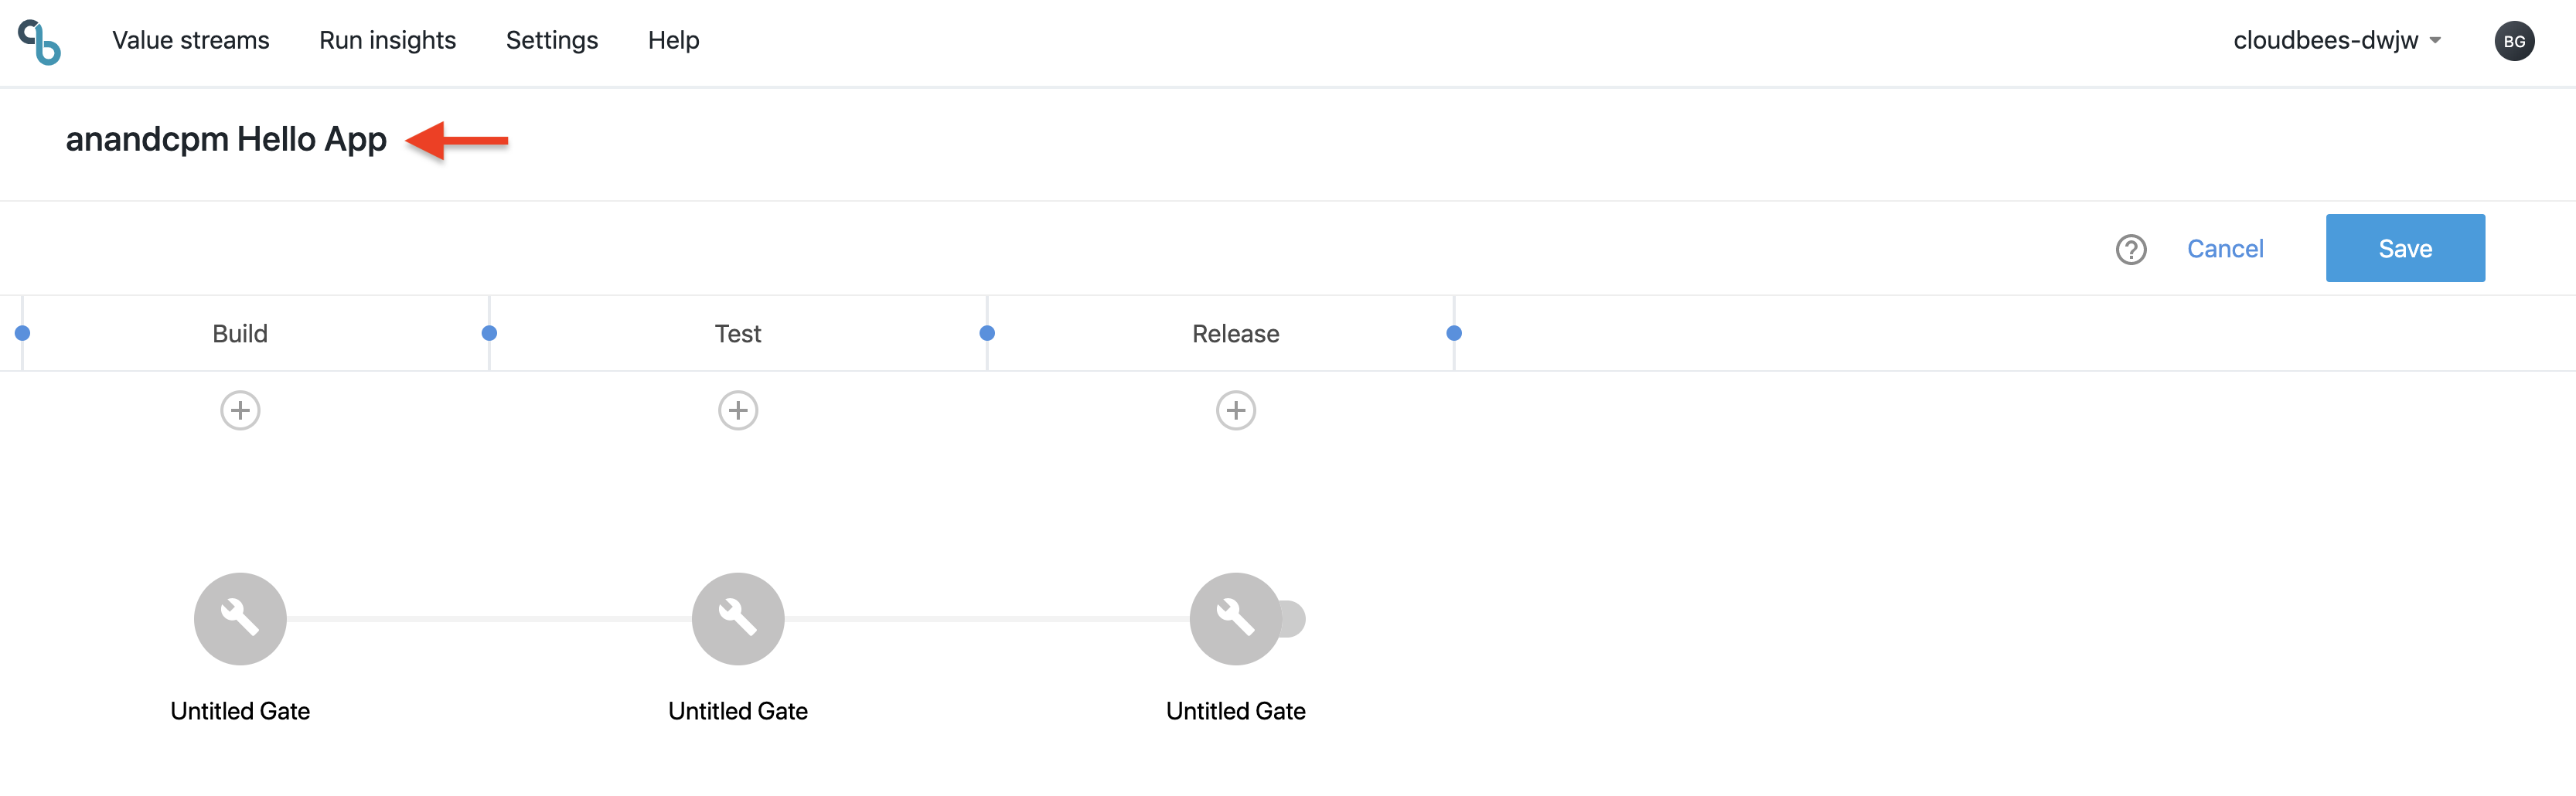 Value streams Run insights Settings Help cloudbees-dwjw BG
anandcpm Hello App
? Cancel Save
Build Test Release
Untitled Gate Untitled Gate Untitled Gate